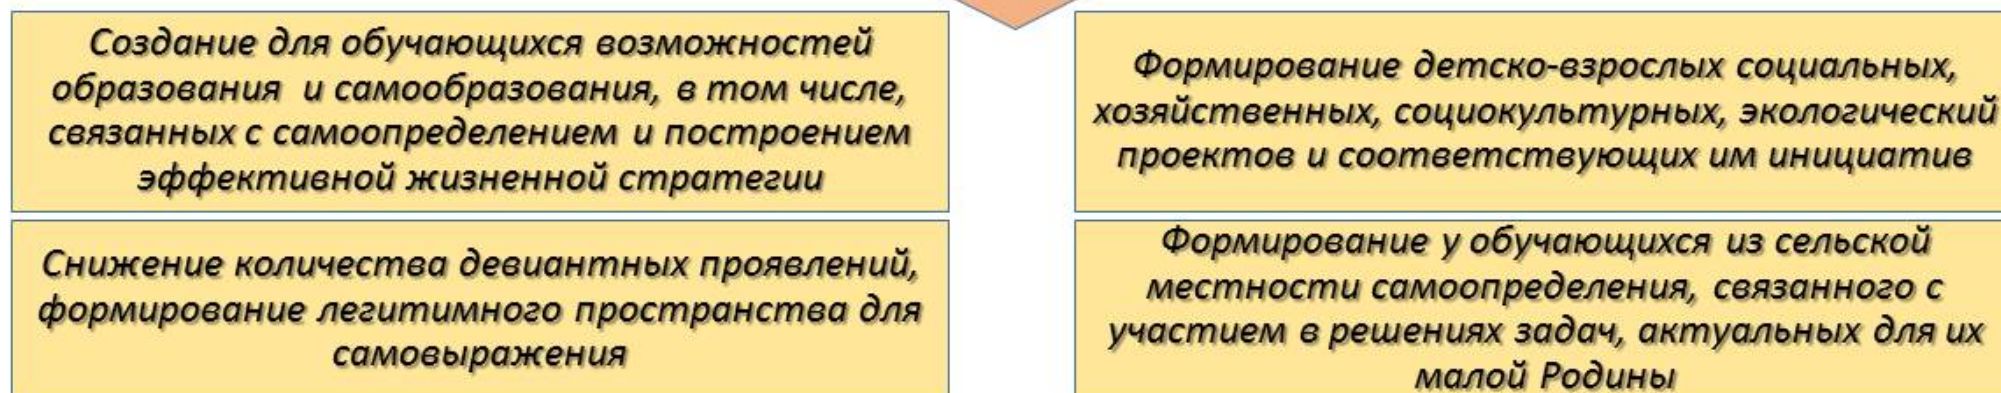 Создание для обучающихся возможностей
образования и самообразования, в том числе,
связанных с самоопределением и построением
эффективной жизненной стратегии
Формирование детско-взрослых социальных,
хозяйственных, социокультурных, экологический
проектов и соответствующих им инициатив
Снижение количества девиантных проявлений,
формирование легитимного пространства для
самовыражения
Формирование у обучающихся из сельской
местности самоопределения, связанного с
участием в решениях задач, актуальных для их
малой Родины